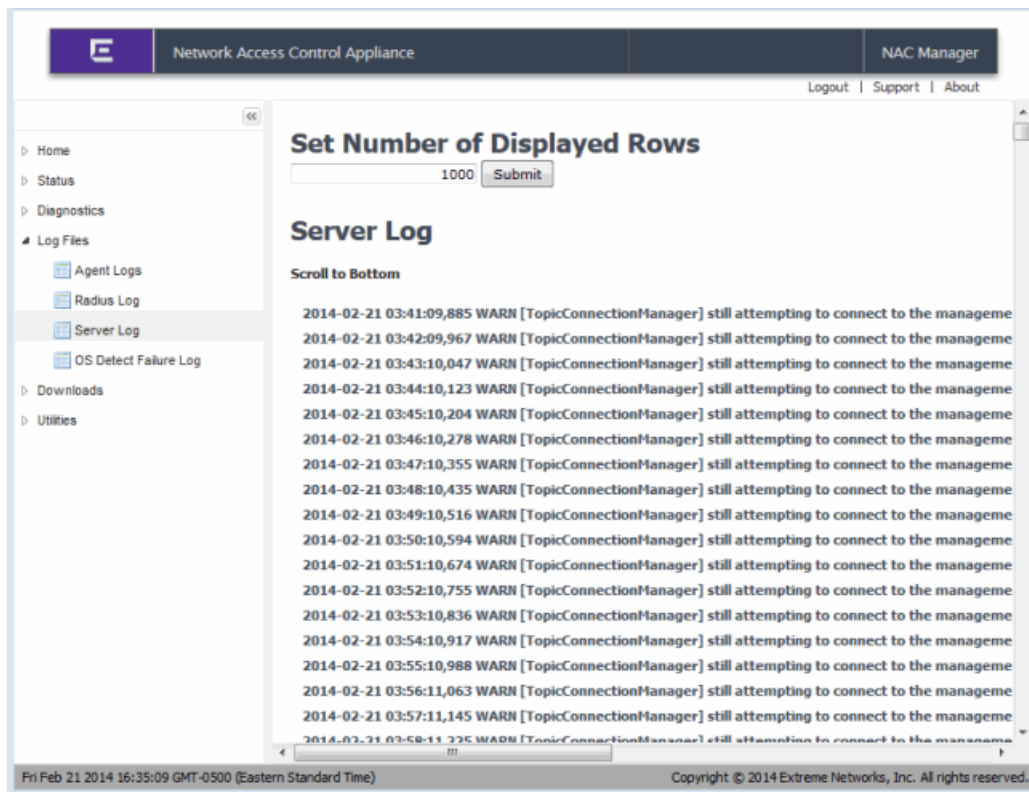 Network Access Control Appliance
NAC Manager
Logout | Support | About
Home
Status
Diagnostics
Log Files
Agent Logs
Radius Log
Server Log
OS Detect Failure Log
Downloads
Utilities
Set Number of Displayed Rows
1000 Submit
Server Log
Scroll to Bottom
2014-02-21 03:41:09,885 WARN [TopicConnectionManager] still attempting to connect to the manageme
2014-02-21 03:42:09,967 WARN [TopicConnectionManager] still attempting to connect to the manageme
2014-02-21 03:43:10,047 WARN [TopicConnectionManager] still attempting to connect to the manageme
2014-02-21 03:44:10,123 WARN [TopicConnectionManager] still attempting to connect to the manageme
2014-02-21 03:45:10,204 WARN [TopicConnectionManager] still attempting to connect to the manageme
2014-02-21 03:46:10,278 WARN [TopicConnectionManager] still attempting to connect to the manageme
2014-02-21 03:47:10,355 WARN [TopicConnectionManager] still attempting to connect to the manageme
2014-02-21 03:48:10,435 WARN [TopicConnectionManager] still attempting to connect to the manageme
2014-02-21 03:49:10,516 WARN [TopicConnectionManager] still attempting to connect to the manageme
2014-02-21 03:50:10,594 WARN [TopicConnectionManager] still attempting to connect to the manageme
2014-02-21 03:51:10,674 WARN [TopicConnectionManager] still attempting to connect to the manageme
2014-02-21 03:52:10,755 WARN [TopicConnectionManager] still attempting to connect to the manageme
2014-02-21 03:53:10,836 WARN [TopicConnectionManager] still attempting to connect to the manageme
2014-02-21 03:54:10,917 WARN [TopicConnectionManager] still attempting to connect to the manageme
2014-02-21 03:55:10,988 WARN [TopicConnectionManager] still attempting to connect to the manageme
2014-02-21 03:56:11,063 WARN [TopicConnectionManager] still attempting to connect to the manageme
2014-02-21 03:57:11,145 WARN [TopicConnectionManager] still attempting to connect to the manageme
2014-02-21 03:58:11,225 WARN [TopicConnectionManager] still attempting to connect to the manageme
Fri Feb 21 2014 16:35:09 GMT-0500 (Eastern Standard Time)
Copyright © 2014 Extreme Networks, Inc. All rights reserved.